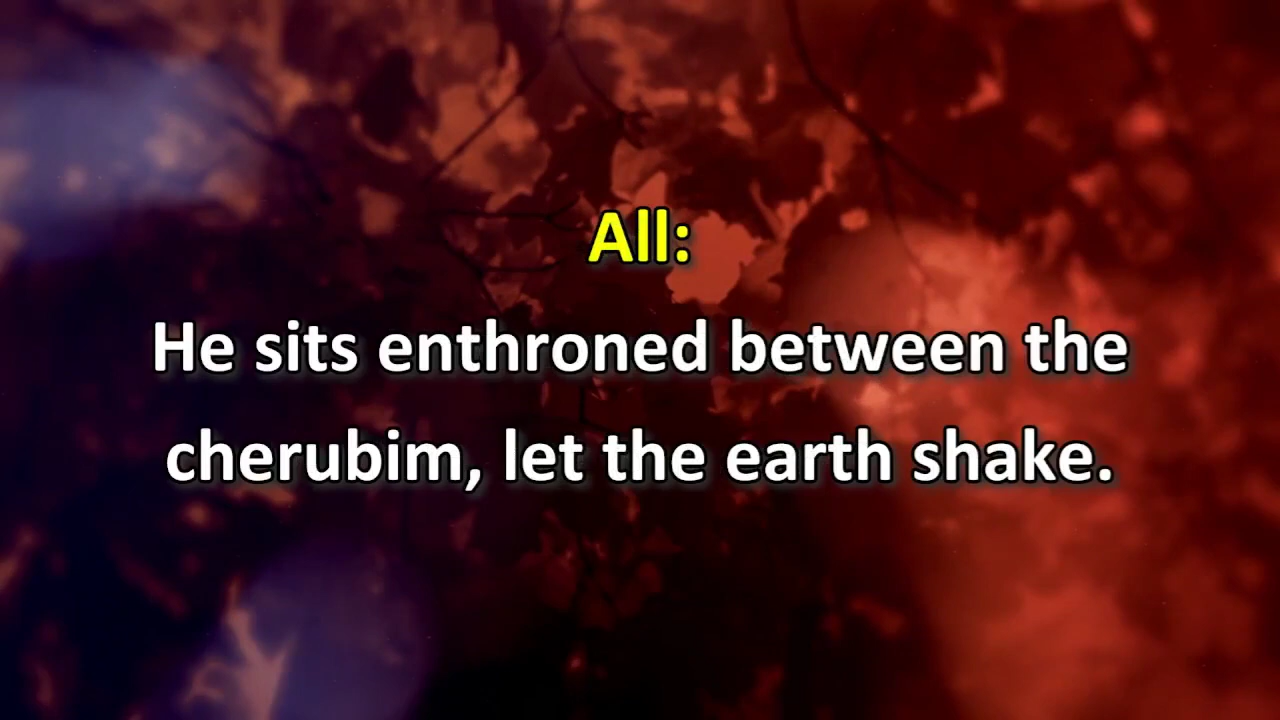 All:
He sits enthroned between the
cherubim, let the earth shake.